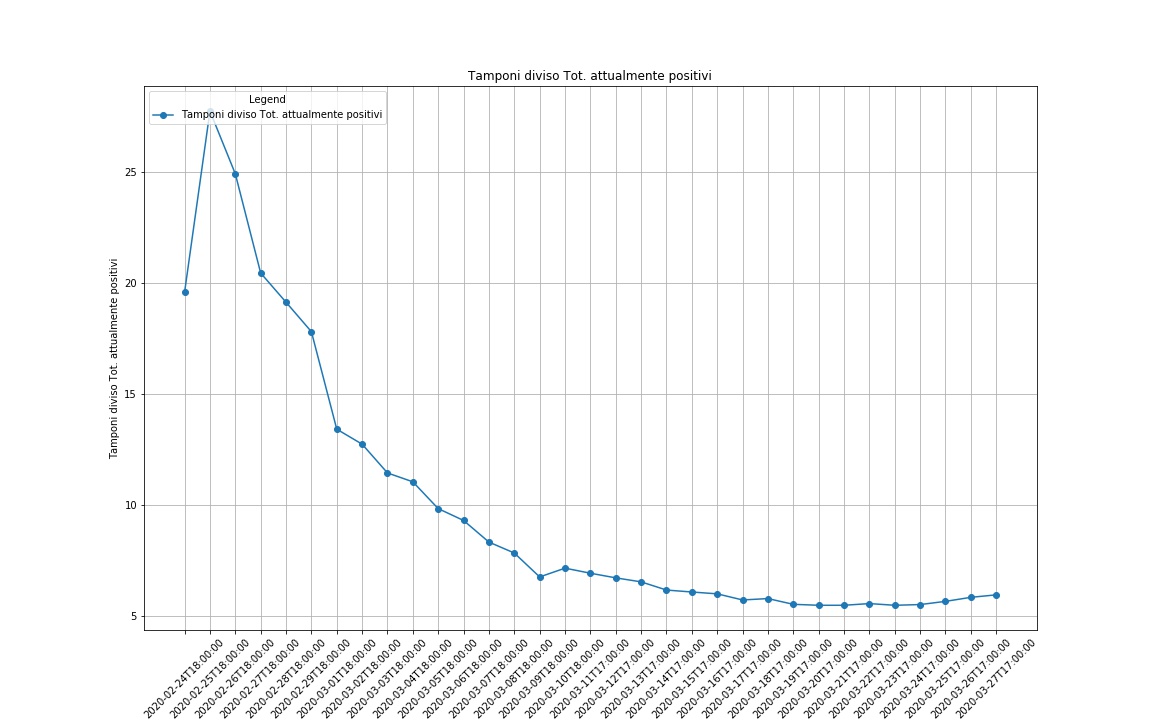 Tamponi diviso Tot. attualmente positivi
Legend
Tamponi diviso Tot. attualmente positivi
Tamponi diviso Tot. attualmente positivi
25
20
15
10
5
2020-02-24T18:00:00
2020-02-25T18:00:00
2020-02-26T18:00:00
2020-02-27T18:00:00
2020-02-28T18:00:00
2020-02-29T18:00:00
2020-03-01T18:00:00
2020-03-02T18:00:00
2020-03-03T18:00:00
2020-03-04T18:00:00
2020-03-05T18:00:00
2020-03-06T18:00:00
2020-03-07T18:00:00
2020-03-08T18:00:00
2020-03-09T18:00:00
2020-03-10T18:00:00
2020-03-11T17:00:00
2020-03-12T17:00:00
2020-03-13T17:00:00
2020-03-14T17:00:00
2020-03-15T17:00:00
2020-03-16T17:00:00
2020-03-17T17:00:00
2020-03-18T17:00:00
2020-03-19T17:00:00
2020-03-20T17:00:00
2020-03-21T17:00:00
2020-03-22T17:00:00
2020-03-23T17:00:00
2020-03-24T17:00:00
2020-03-25T17:00:00
2020-03-26T17:00:00
2020-03-27T17:00:00